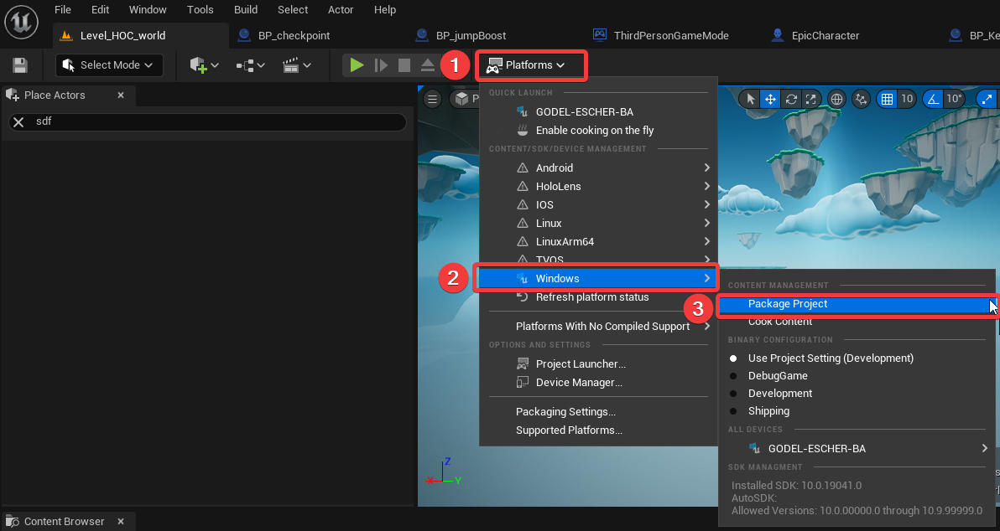 File Edit Window Tools Build Select Actor Help
Level_HOC_world BP_checkpoint BP_jumpBoost ThirdPersonGameMode EpicCharacter BP_Ke
Select Mode 1 Platforms
Place Actors
sdf
P
10 10°
QUICK LAUNCH
GODEL-ESCHER-BA
Enable cooking on the fly
CONTENT/SDK/DEVICE MANAGEMENT
Android
HoloLens
IOS
Linux
LinuxArm64
TVOS
2 Windows
Refresh platform status
Platforms With No Compiled Support
OPTIONS AND SETTINGS
Project Launcher...
Device Manager...
Packaging Settings...
Supported Platforms...
CONTENT MANAGEMENT
3 Package Project
Cook Content
BINARY CONFIGURATION
Use Project Setting (Development)
DebugGame
Development
Shipping
ALL DEVICES
GODEL-ESCHER-BA
SDK MANAGMENT
Installed SDK: 10.0.19041.0
AutoSDK:
Allowed Versions: 10.0.00000.0 through 10.9.99999.0
Z
X Y
Content Browser